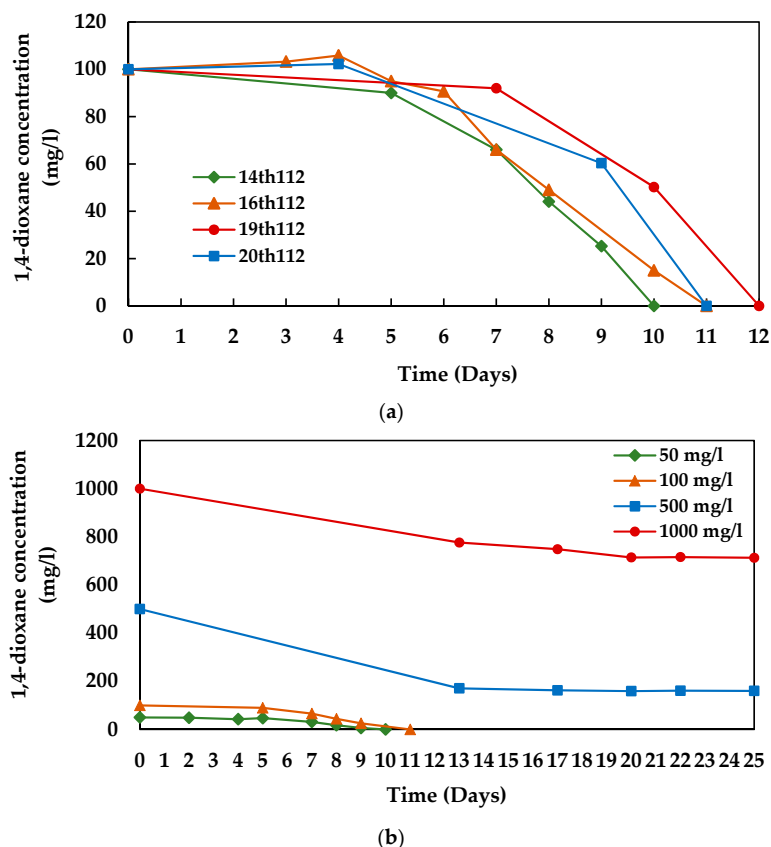 120
100
80
60
40
20
0
1,4-dioxane concentration
(mg/l)
14th112
16th112
19th112
20th112
0 1 2 3 4 5 6 7 8 9 10 11 12
Time (Days)
(a)
1200
1000
800
600
400
200
0
1,4-dioxane concentration
(mg/l)
50 mg/l
100 mg/l
500 mg/l
1000 mg/l
0 1 2 3 4 5 6 7 8 9 10 11 12 13 14 15 16 17 18 19 20 21 22 23 24 25
Time (Days)
(b)